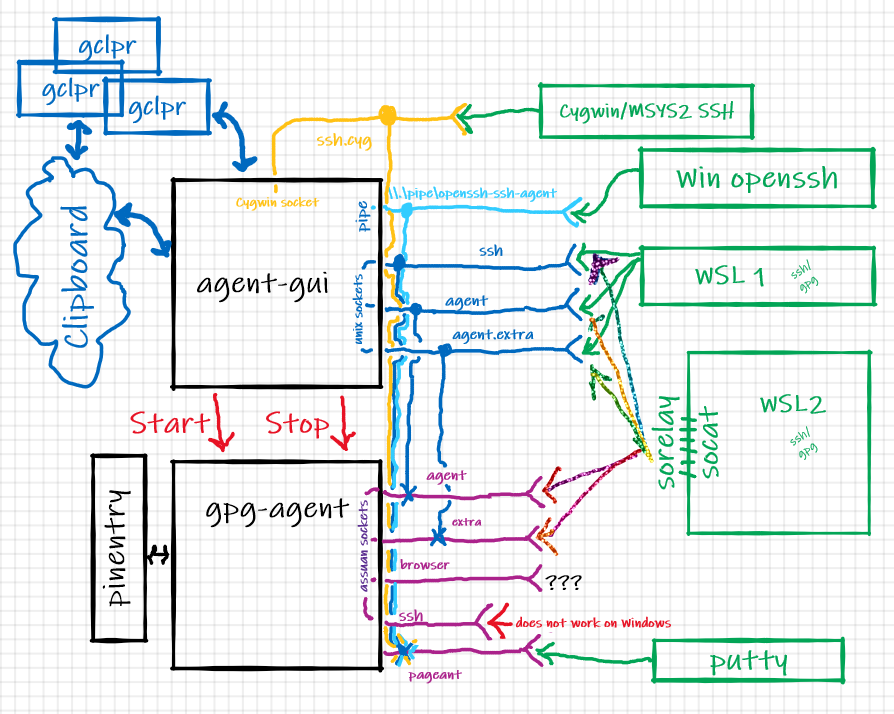 gclpr
gclpr
gclpr
Clipboard
ssh.cyg
Cygwin socket
Cygwin/MSYS2 SSH
\\.\pipe\openssh-ssh-agent
Win openssh
pipe
agent-gui
unix sockets
ssh
agent
agent.extra
WSL 1
ssh/
gpg
WSL2
ssh/
gpg
sorelay
socat
Start
Stop
pinentry
gpg-agent
assuan sockets
agent
extra
browser
???
ssh
does not work on Windows
pageant
putty